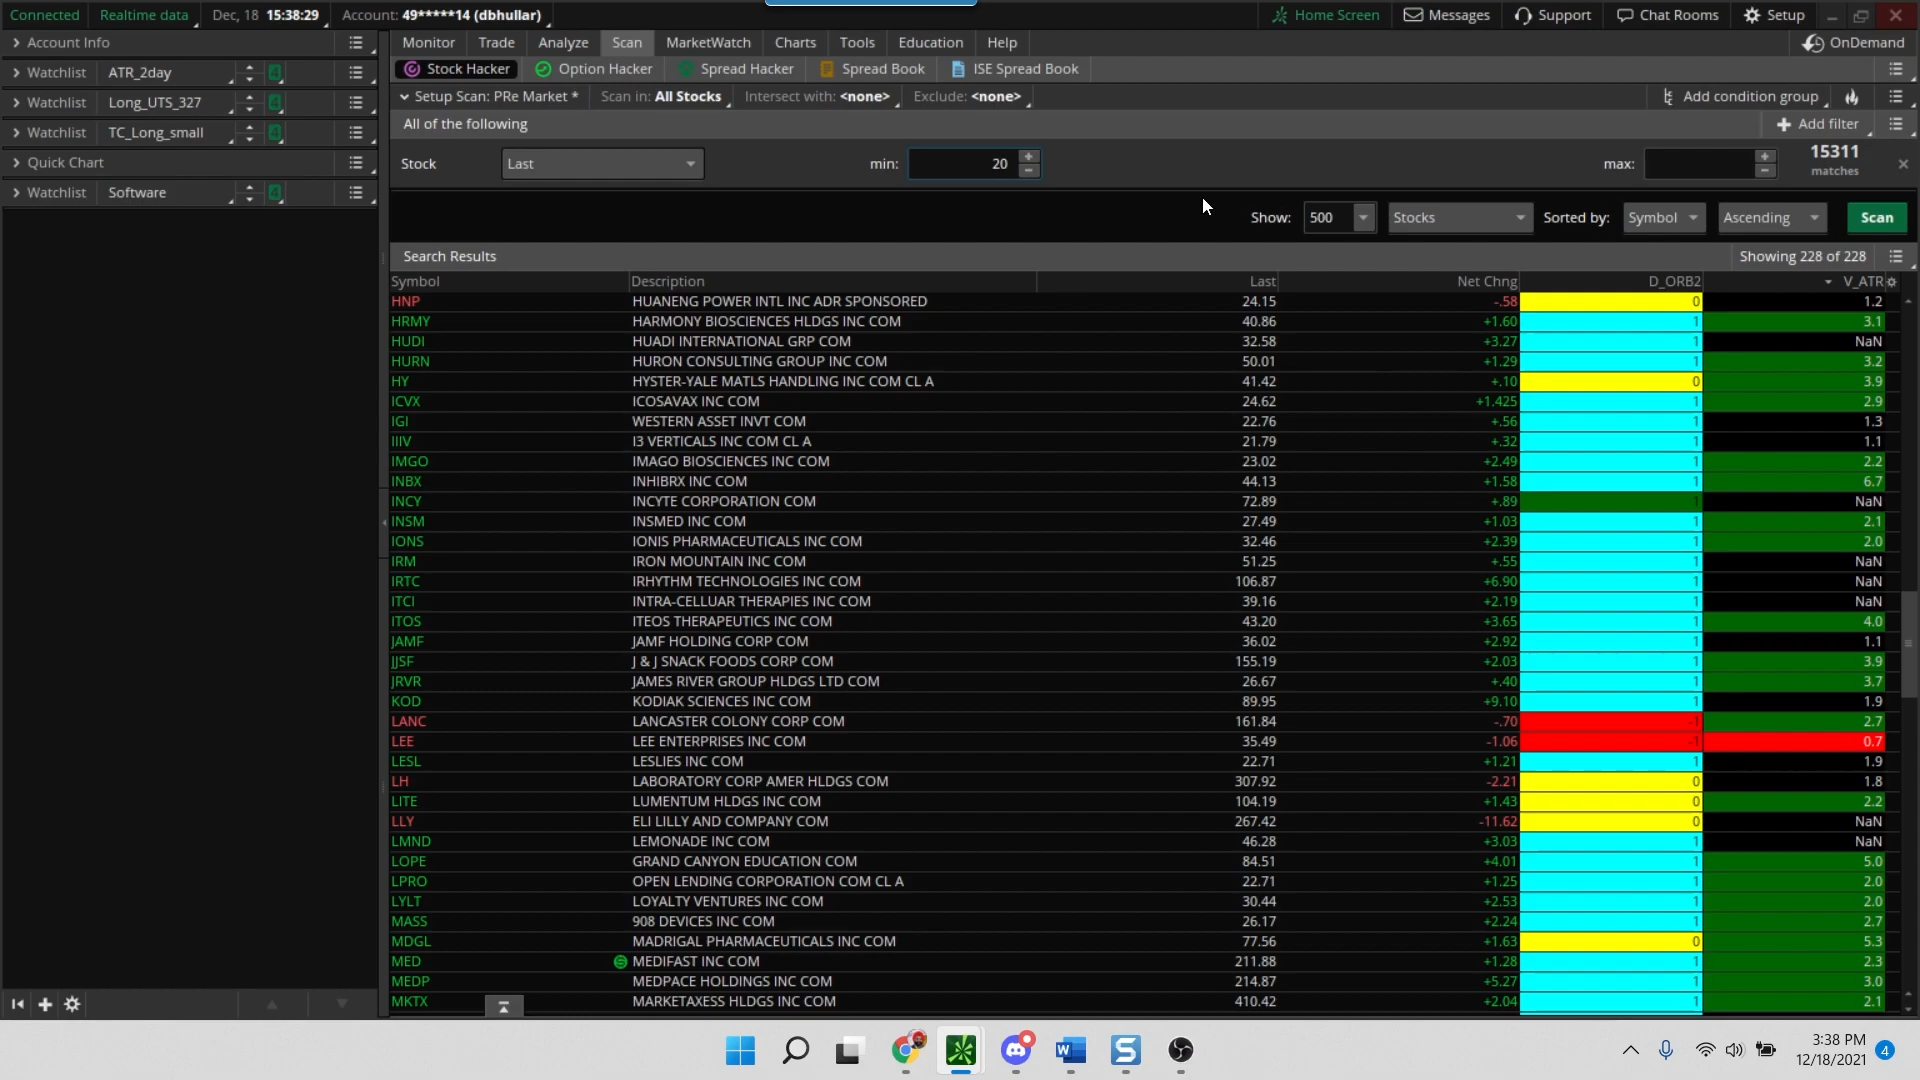 Connected Realtime data Dec, 18 15:38:29 Account: 49*****14 (dbhullar) Home Screen Messages Support Chat Rooms Setup
Account Info Monitor Trade Analyze Scan MarketWatch Charts Tools Education Help OnDemand
Watchlist ATR_2day 4 Stock Hacker Option Hacker Spread Hacker Spread Book ISE Spread Book
Watchlist Long_UTS_327 4 Setup Scan: PRe Market * Scan in: All Stocks Intersect with: <none> Exclude: <none> Add condition group
Watchlist TC_Long_small 4 All of the following Add filter
Quick Chart Stock Last min: 20 max: 15311 matches
Watchlist Software 4
Show: 500 Stocks Sorted by: Symbol Ascending Scan
Search Results Showing 228 of 228
Symbol Description Last Net Chng D_ORB2 V_ATR
HNP HUANENG POWER INTL INC ADR SPONSORED 24.15 -.58 0 1.2
HRMY HARMONY BIOSCIENCES HLDGS INC COM 40.86 +1.60 1 3.1
HUDI HUADI INTERNATIONAL GRP COM 32.58 +3.27 1 NaN
HURN HURON CONSULTING GROUP INC COM 50.01 +1.29 1 3.2
HY HYSTER-YALE MATLS HANDLING INC COM CL A 41.42 +.10 0 3.9
ICVX ICOSAVAX INC COM 24.62 +1.425 1 2.9
IGI WESTERN ASSET INVT COM 22.76 +.56 1 1.3
IIIV I3 VERTICALS INC COM CL A 21.79 +.32 1 1.1
IMGO IMAGO BIOSCIENCES INC COM 23.02 +2.49 1 2.2
INBX INHIBRX INC COM 44.13 +1.58 1 6.7
INCY INCYTE CORPORATION COM 72.89 +.89 1 NaN
INSM INSMED INC COM 27.49 +1.03 1 2.1
IONS IONIS PHARMACEUTICALS INC COM 32.46 +2.39 1 2.0
IRM IRON MOUNTAIN INC COM 51.25 +.55 1 NaN
IRTC IRHYTHM TECHNOLOGIES INC COM 106.87 +6.90 1 NaN
ITCI INTRA-CELLUAR THERAPIES INC COM 39.16 +2.19 1 NaN
ITOS ITEOS THERAPEUTICS INC COM 43.20 +3.65 1 4.0
JAMF JAMF HOLDING CORP COM 36.02 +2.92 1 1.1
JJSF J & J SNACK FOODS CORP COM 155.19 +2.03 1 3.9
JRVR JAMES RIVER GROUP HLDGS LTD COM 26.67 +.40 1 3.7
KOD KODIAK SCIENCES INC COM 89.95 +9.10 1 1.9
LANC LANCASTER COLONY CORP COM 161.84 -.70 -1 2.7
LEE LEE ENTERPRISES INC COM 35.49 -1.06 -1 0.7
LESL LESLIES INC COM 22.71 +1.21 1 1.9
LH LABORATORY CORP AMER HLDGS COM 307.92 -2.21 0 1.8
LITE LUMENTUM HLDGS INC COM 104.19 +1.43 0 2.2
LLY ELI LILLY AND COMPANY COM 267.42 -11.62 0 NaN
LMND LEMONADE INC COM 46.28 +3.03 1 NaN
LOPE GRAND CANYON EDUCATION COM 84.51 +4.01 1 5.0
LPRO OPEN LENDING CORPORATION COM CL A 22.71 +1.25 1 2.0
LYLT LOYALTY VENTURES INC COM 30.44 +2.53 1 2.0
MASS 908 DEVICES INC COM 26.17 +2.24 1 2.7
MDGL MADRIGAL PHARMACEUTICALS INC COM 77.56 +1.63 0 5.3
MED MEDIFAST INC COM 211.88 +1.28 1 2.3
MEDP MEDPACE HOLDINGS INC COM 214.87 +5.27 1 3.0
MKTX MARKETAXESS HLDGS INC COM 410.42 +2.04 1 2.1
3:38 PM
12/18/2021 4